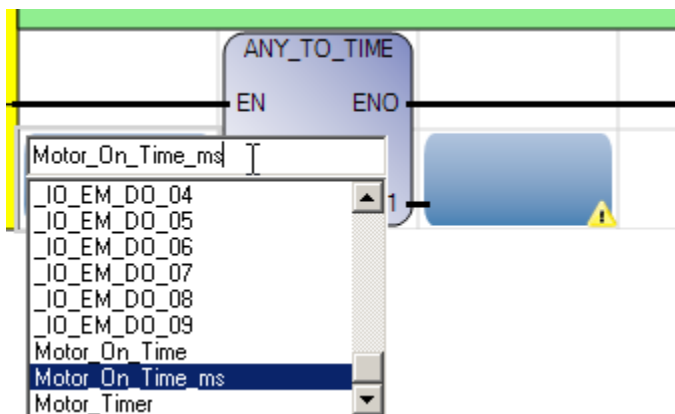 ANY_TO_TIME
EN ENO
Motor_On_Time_ms
1
_IO_EM_DO_04
_IO_EM_DO_05
_IO_EM_DO_06
_IO_EM_DO_07
_IO_EM_DO_08
_IO_EM_DO_09
Motor_On_Time
Motor_On_Time_ms
Motor_Timer